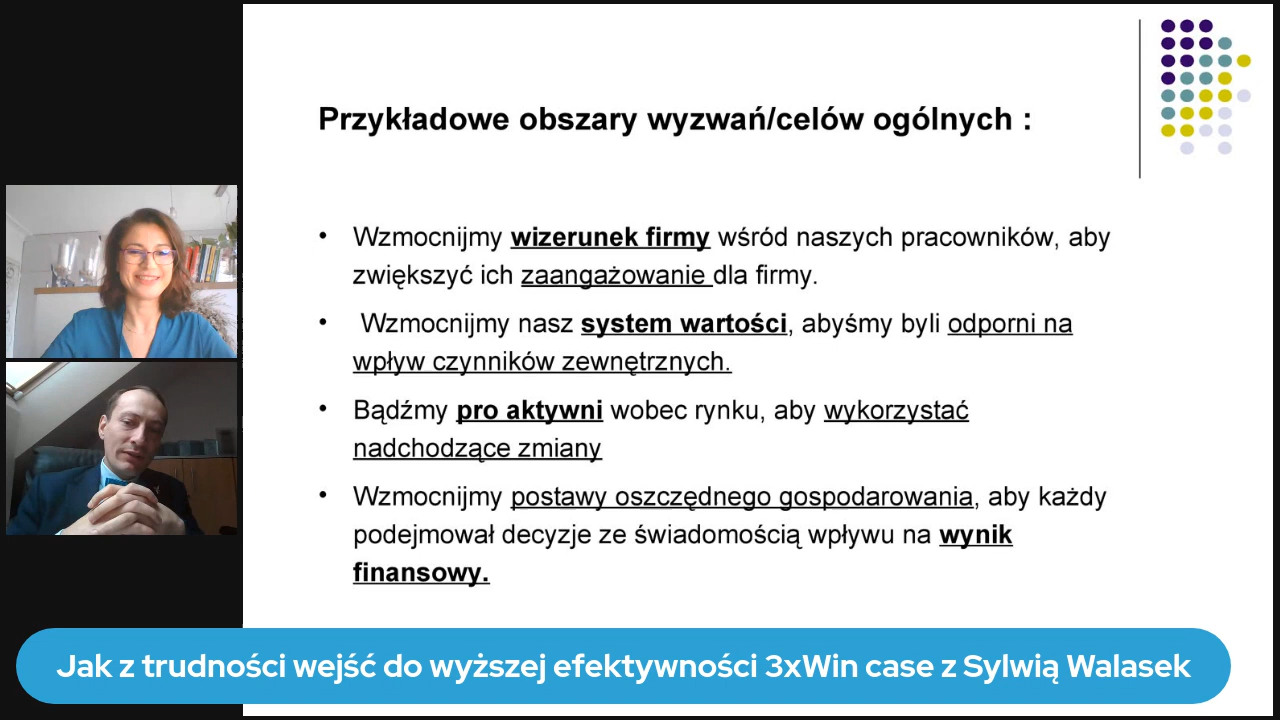 Przykładowe obszary wyzwań/celów ogólnych :
• Wzmocnijmy wizerunek firmy wśród naszych pracowników, aby
zwiększyć ich zaangażowanie dla firmy.
• Wzmocnijmy nasz system wartości, abyśmy byli odporni na
wpływ czynników zewnętrznych.
• Bądźmy pro aktywni wobec rynku, aby wykorzystać
nadchodzące zmiany
• Wzmocnijmy postawy oszczędnego gospodarowania, aby każdy
podejmował decyzje ze świadomością wpływu na wynik
finansowy.
Jak z trudności wejść do wyższej efektywności 3xWin case z Sylwią Walasek